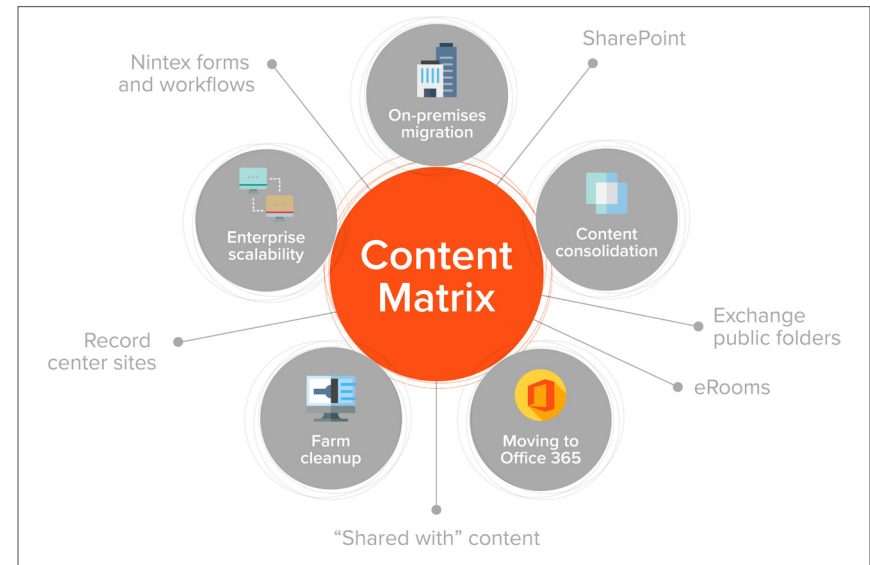 Nintex forms
and workflows
SharePoint
On-premises
migration
Enterprise
scalability
Content
consolidation
Content
Matrix
Record
center sites
Exchange
public folders
eRooms
Farm
cleanup
Moving to
Office 365
“Shared with” content